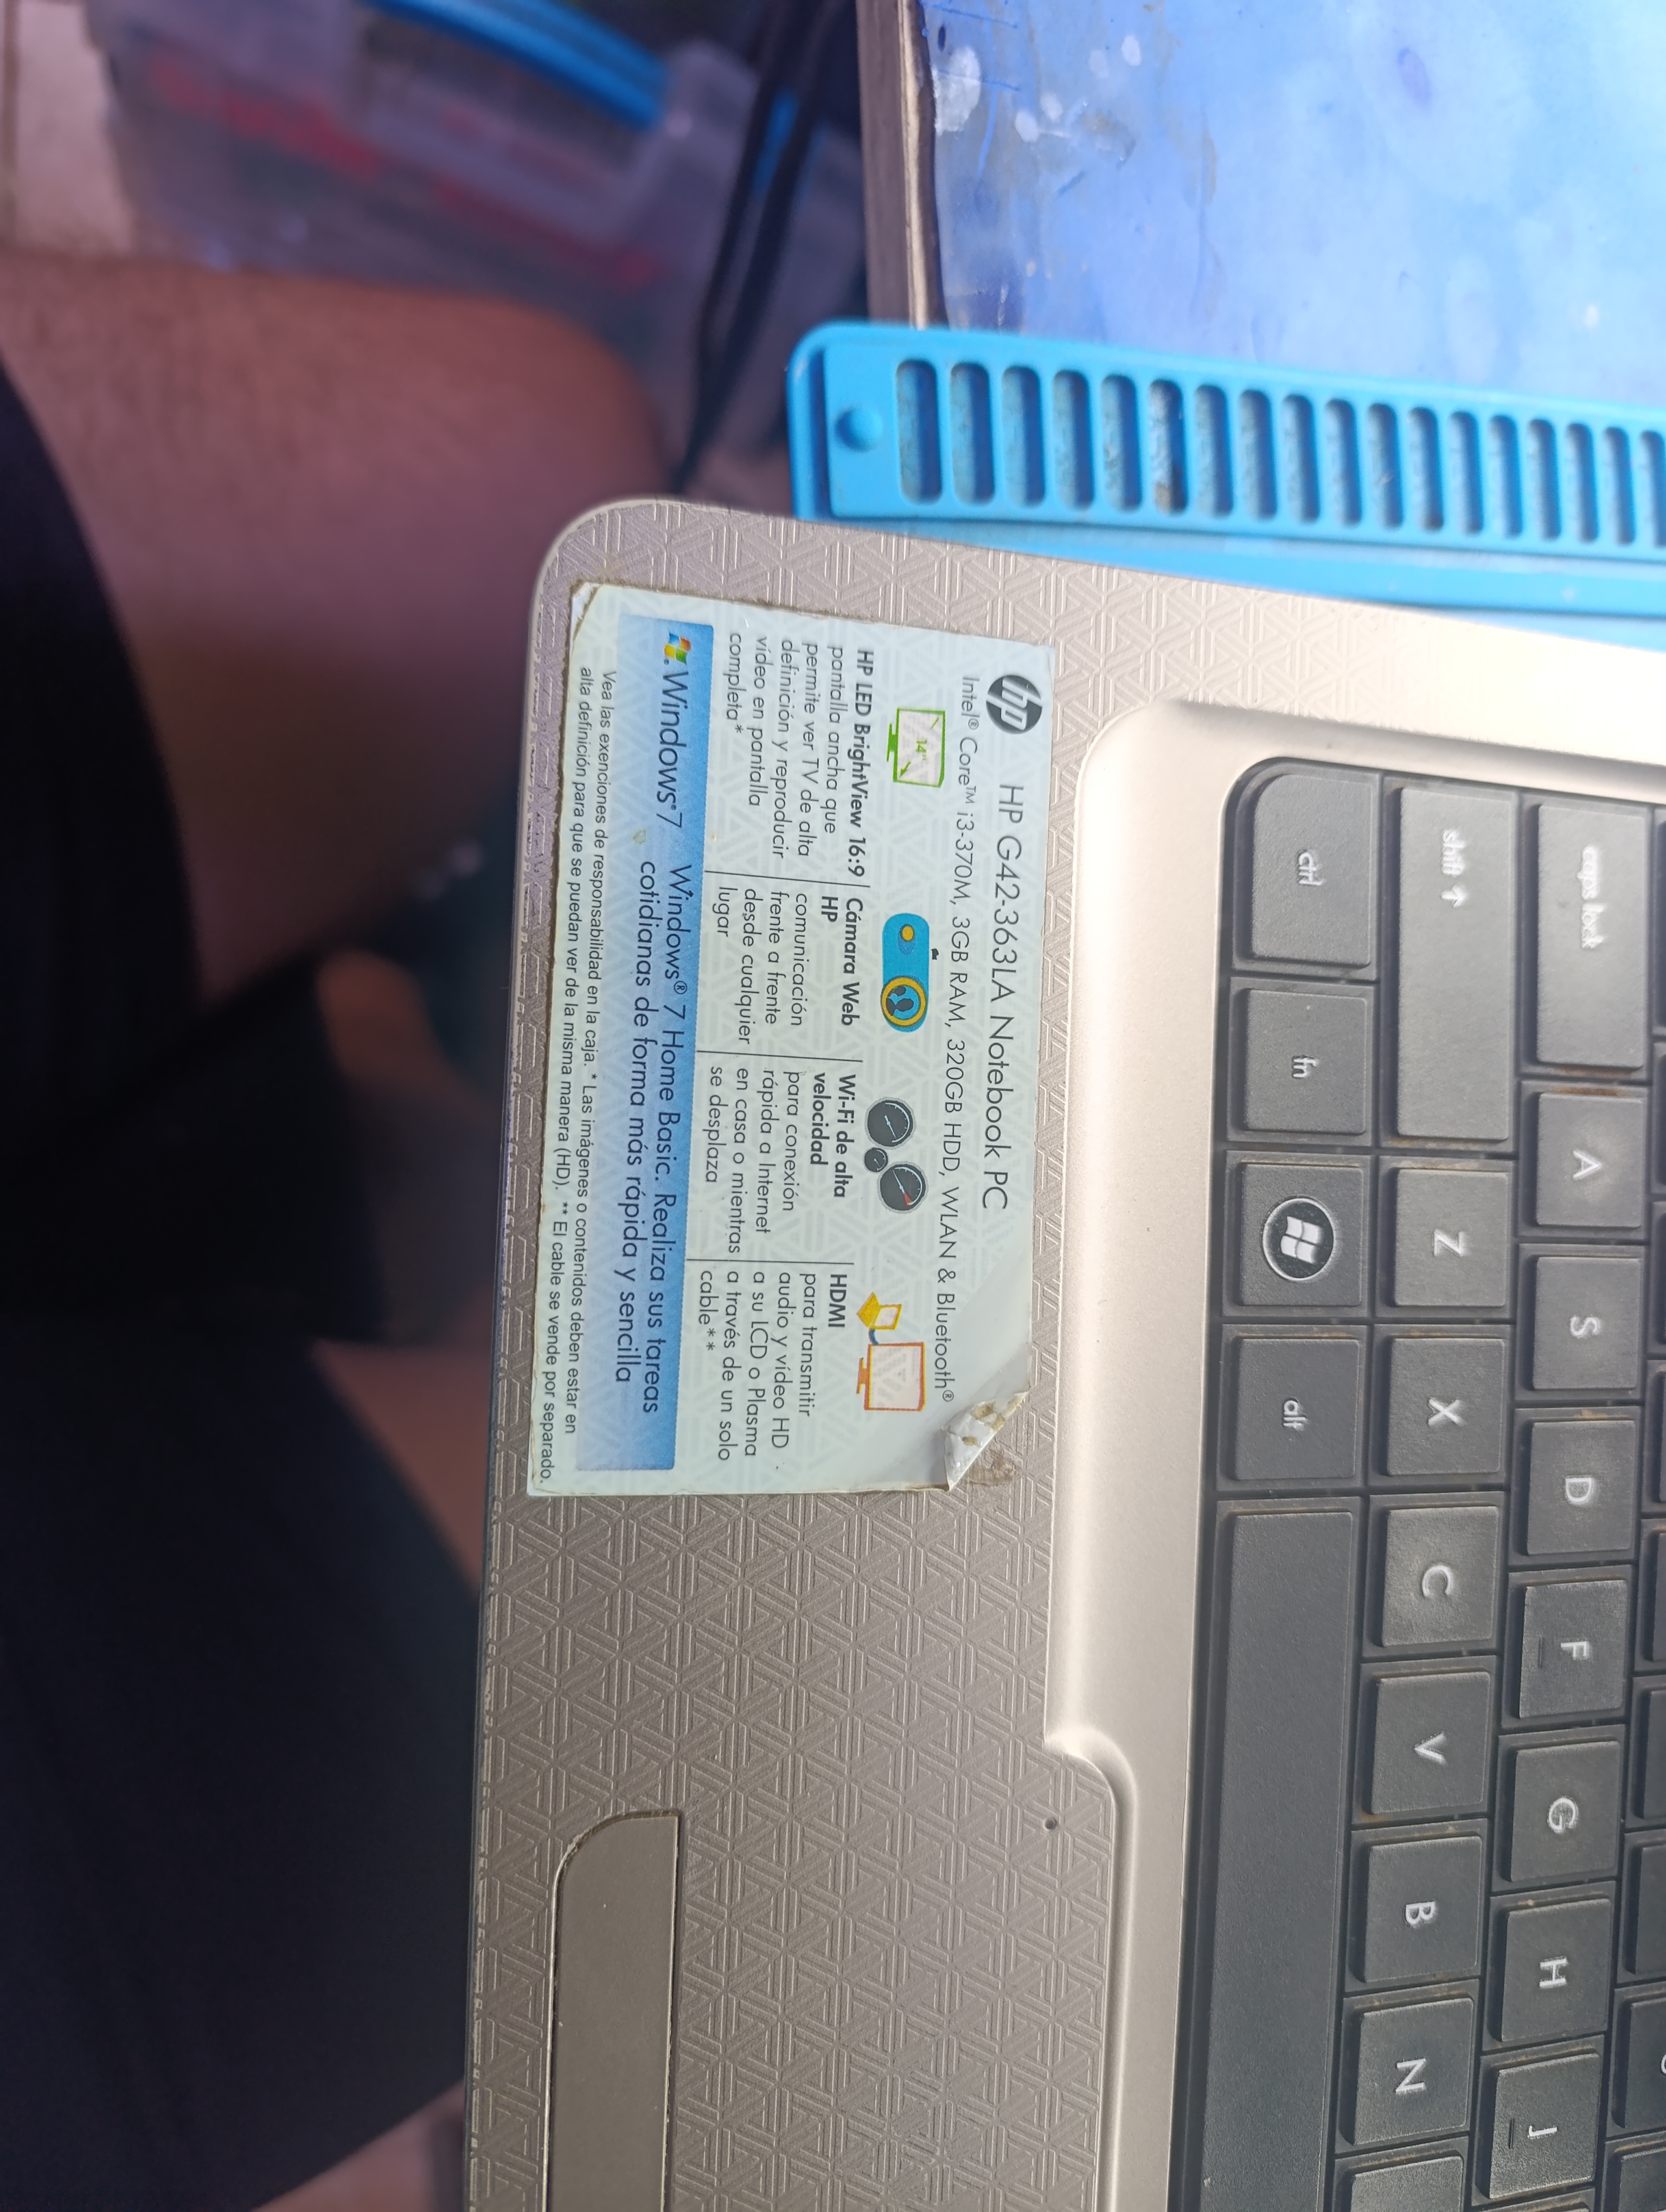 hp HP G42-363LA Notebook PC
Intel® Core™ i3-370M, 3GB RAM, 320GB HDD, WLAN & Bluetooth®
14"
HP LED BrightView 16:9
pantalla ancha que
permite ver TV de alta
definición y reproducir
vídeo en pantalla
completa*
Cámara Web
HP
comunicación
frente a frente
desde cualquier
lugar
Wi-Fi de alta
velocidad
para conexión
rápida a Internet
en casa o mientras
se desplaza
HDMI
para transmitir
audio y vídeo HD
a su LCD o Plasma
a través de un solo
cable**
Windows®7
Windows® 7 Home Basic. Realiza sus tareas
cotidianas de forma más rápida y sencilla
Vea las exenciones de responsabilidad en la caja. * Las imágenes o contenidos deben estar en
alta definición para que se puedan ver de la misma manera (HD). ** El cable se vende por separado.
caps lock A S D F G H J
shift ↑ Z X C V B N
ctrl fn alt